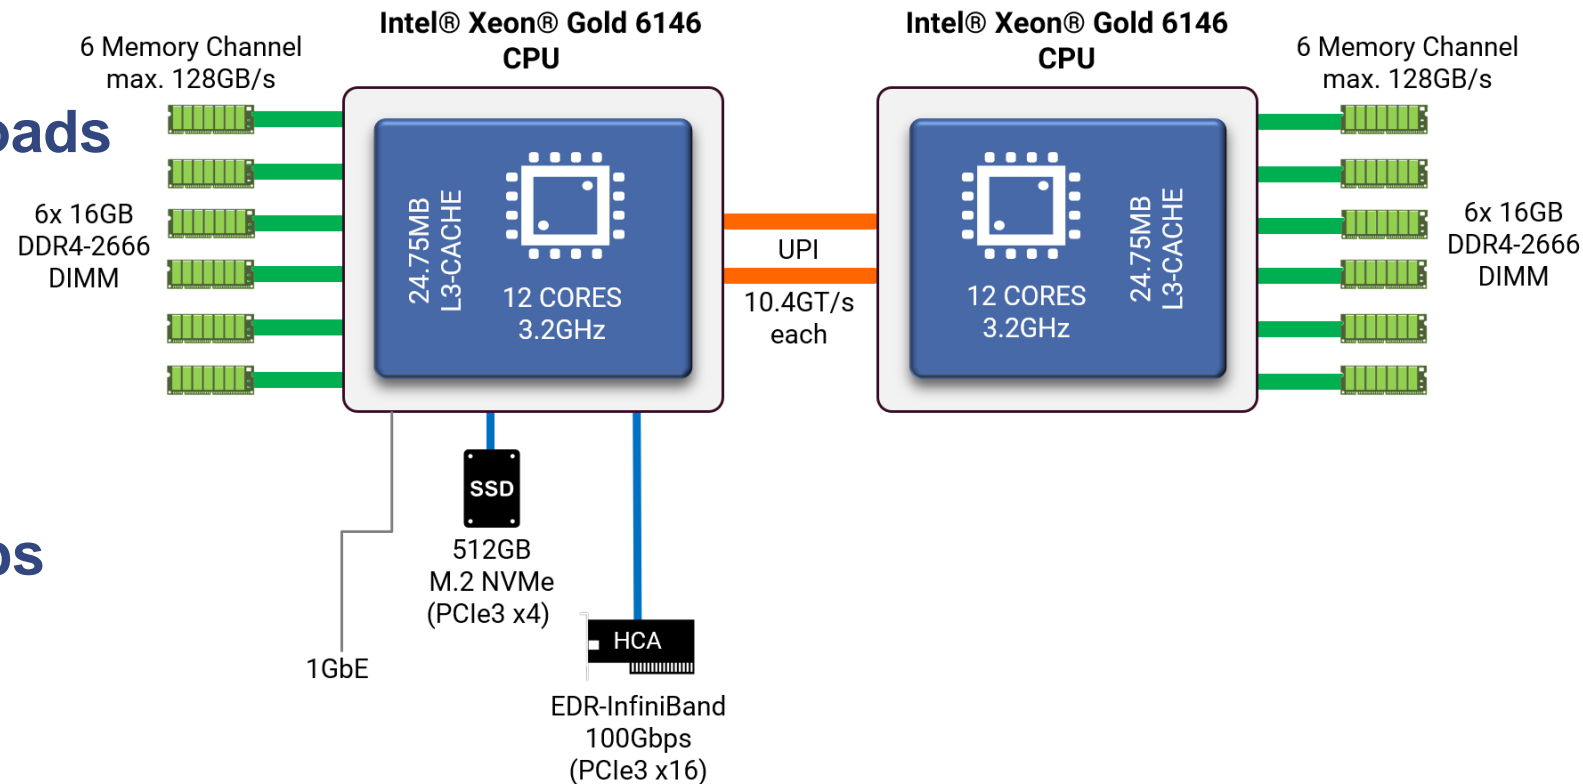 Intel® Xeon® Gold 6146
CPU
Intel® Xeon® Gold 6146
CPU
6 Memory Channel
max. 128GB/s
6 Memory Channel
max. 128GB/s
6x 16GB
DDR4-2666
DIMM
24.75MB
L3-CACHE
12 CORES
3.2GHz
UPI
10.4GT/s
each
12 CORES
3.2GHz
24.75MB
L3-CACHE
6x 16GB
DDR4-2666
DIMM
SSD
512GB
M.2 NVMe
(PCIe3 x4)
1GbE
HCA
EDR-InfiniBand
100Gbps
(PCIe3 x16)